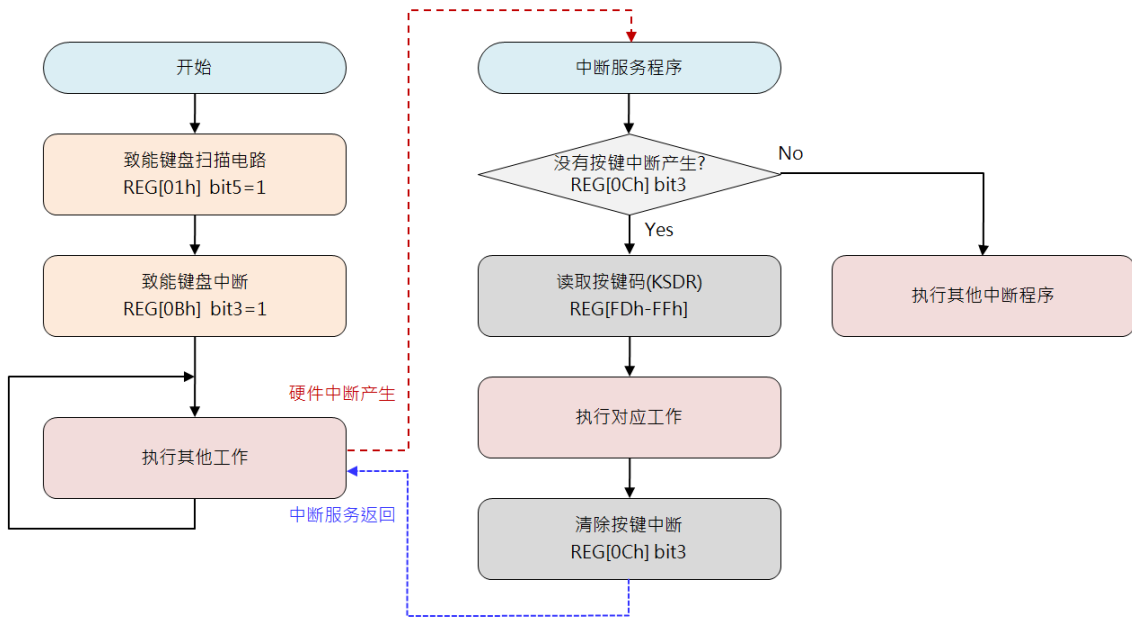 开始
致能键盘扫描电路
REG[01h] bit5=1
致能键盘中断
REG[0Bh] bit3=1
硬件中断产生
执行其他工作
中断服务返回
中断服务程序
没有按键中断产生?
REG[0Ch] bit3
No
Yes
读取按键码(KSDR)
REG[FDh-FFh]
执行其他中断程序
执行对应工作
清除按键中断
REG[0Ch] bit3